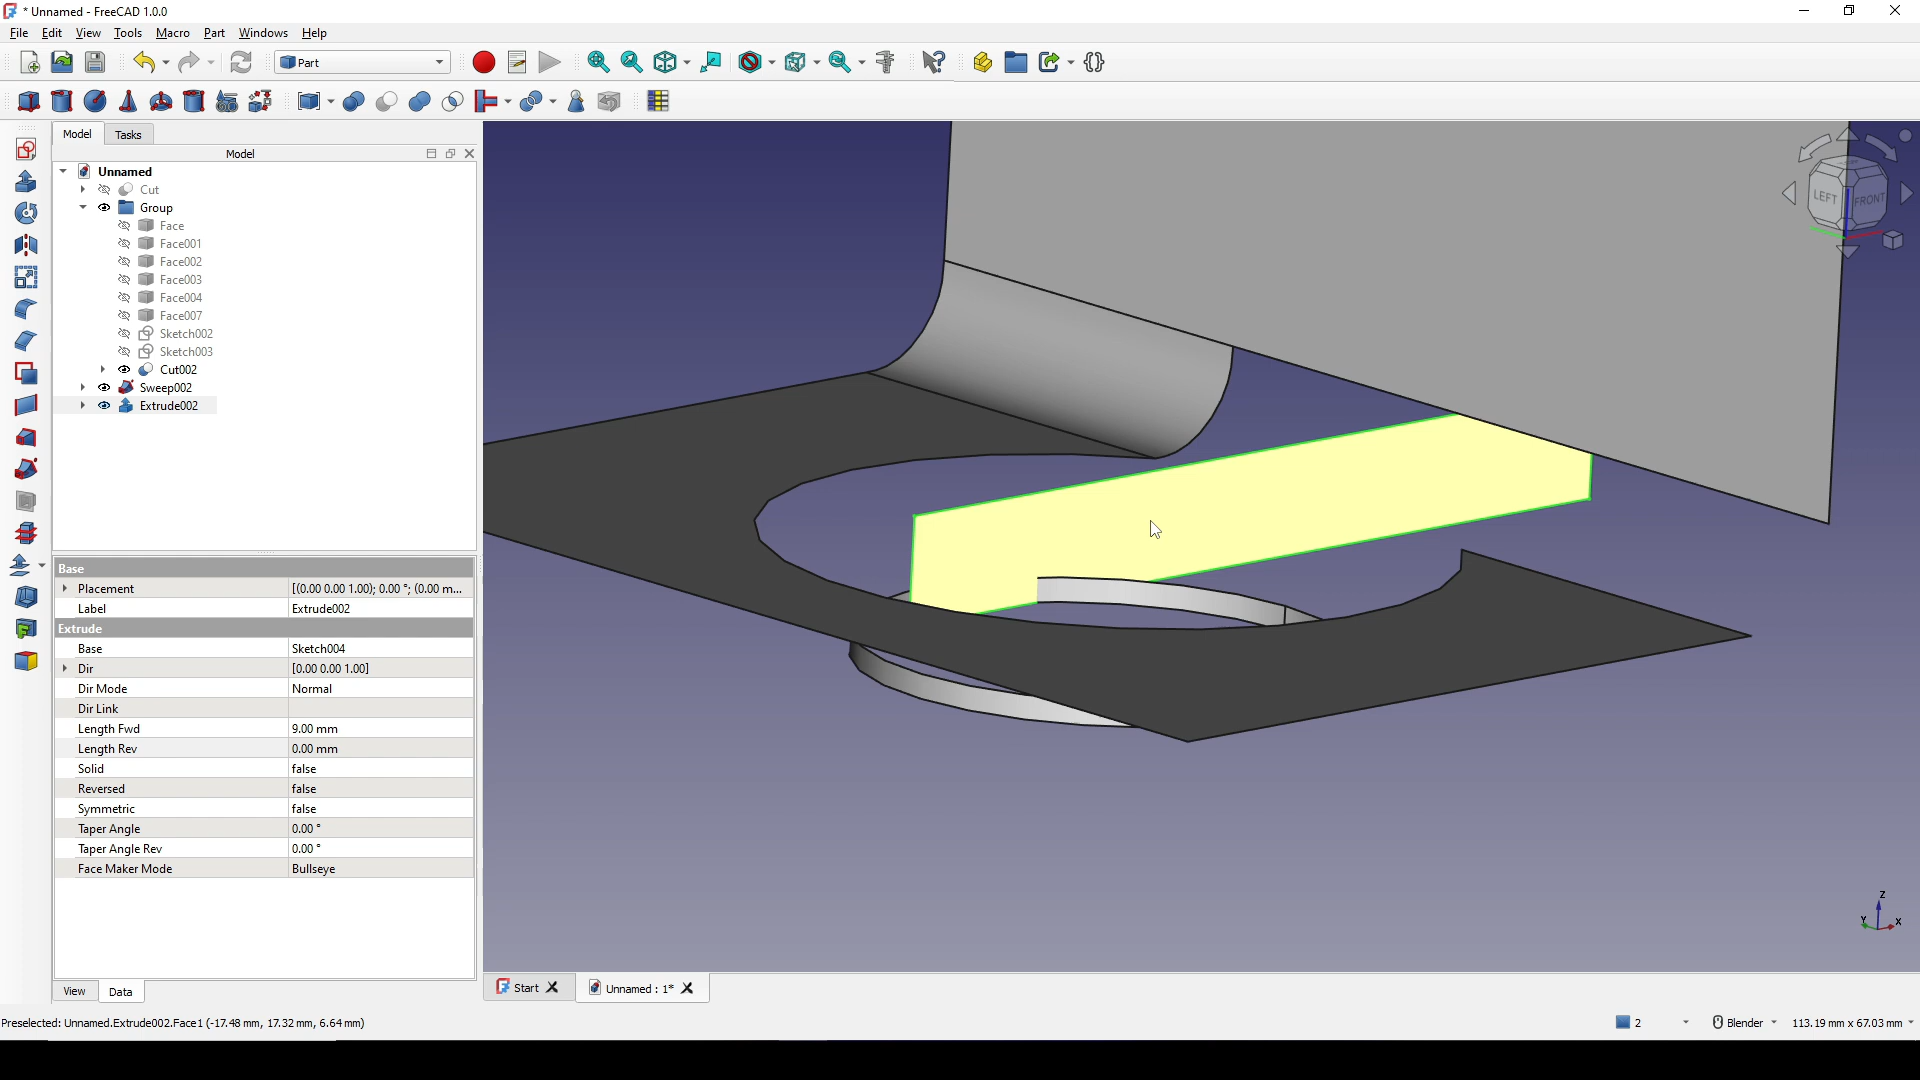 * Unnamed - FreeCAD 1.0.0
File Edit View Tools Macro Part Windows Help
Part
Model Tasks
Model
Unnamed
Cut
Group
Face
Face001
Face002
Face003
Face004
Face007
Sketch002
Sketch003
Cut002
Sweep002
Extrude002
Base
Placement [(0.00 0.00 1.00); 0.00 °; (0.00 m...
Label Extrude002
Extrude
Base Sketch004
Dir [0.00 0.00 1.00]
Dir Mode Normal
Dir Link
Length Fwd 9.00 mm
Length Rev 0.00 mm
Solid false
Reversed false
Symmetric false
Taper Angle 0.00 °
Taper Angle Rev 0.00 °
Face Maker Mode Bullseye
View Data
LEFT FRONT
Z
Y X
Start Unnamed : 1*
Preselected: Unnamed.Extrude002.Face1 (-17.48 mm, 17.32 mm, 6.64 mm)
2 Blender 113.19 mm x 67.03 mm